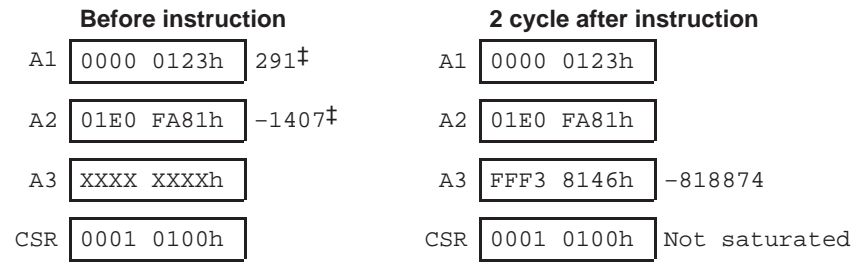 Before instruction 2 cycle after instruction
A1 0000 0123h 291‡ A1 0000 0123h
A2 01E0 FA81h −1407‡ A2 01E0 FA81h
A3 XXXX XXXXh A3 FFF3 8146h −818874
CSR 0001 0100h CSR 0001 0100h Not saturated